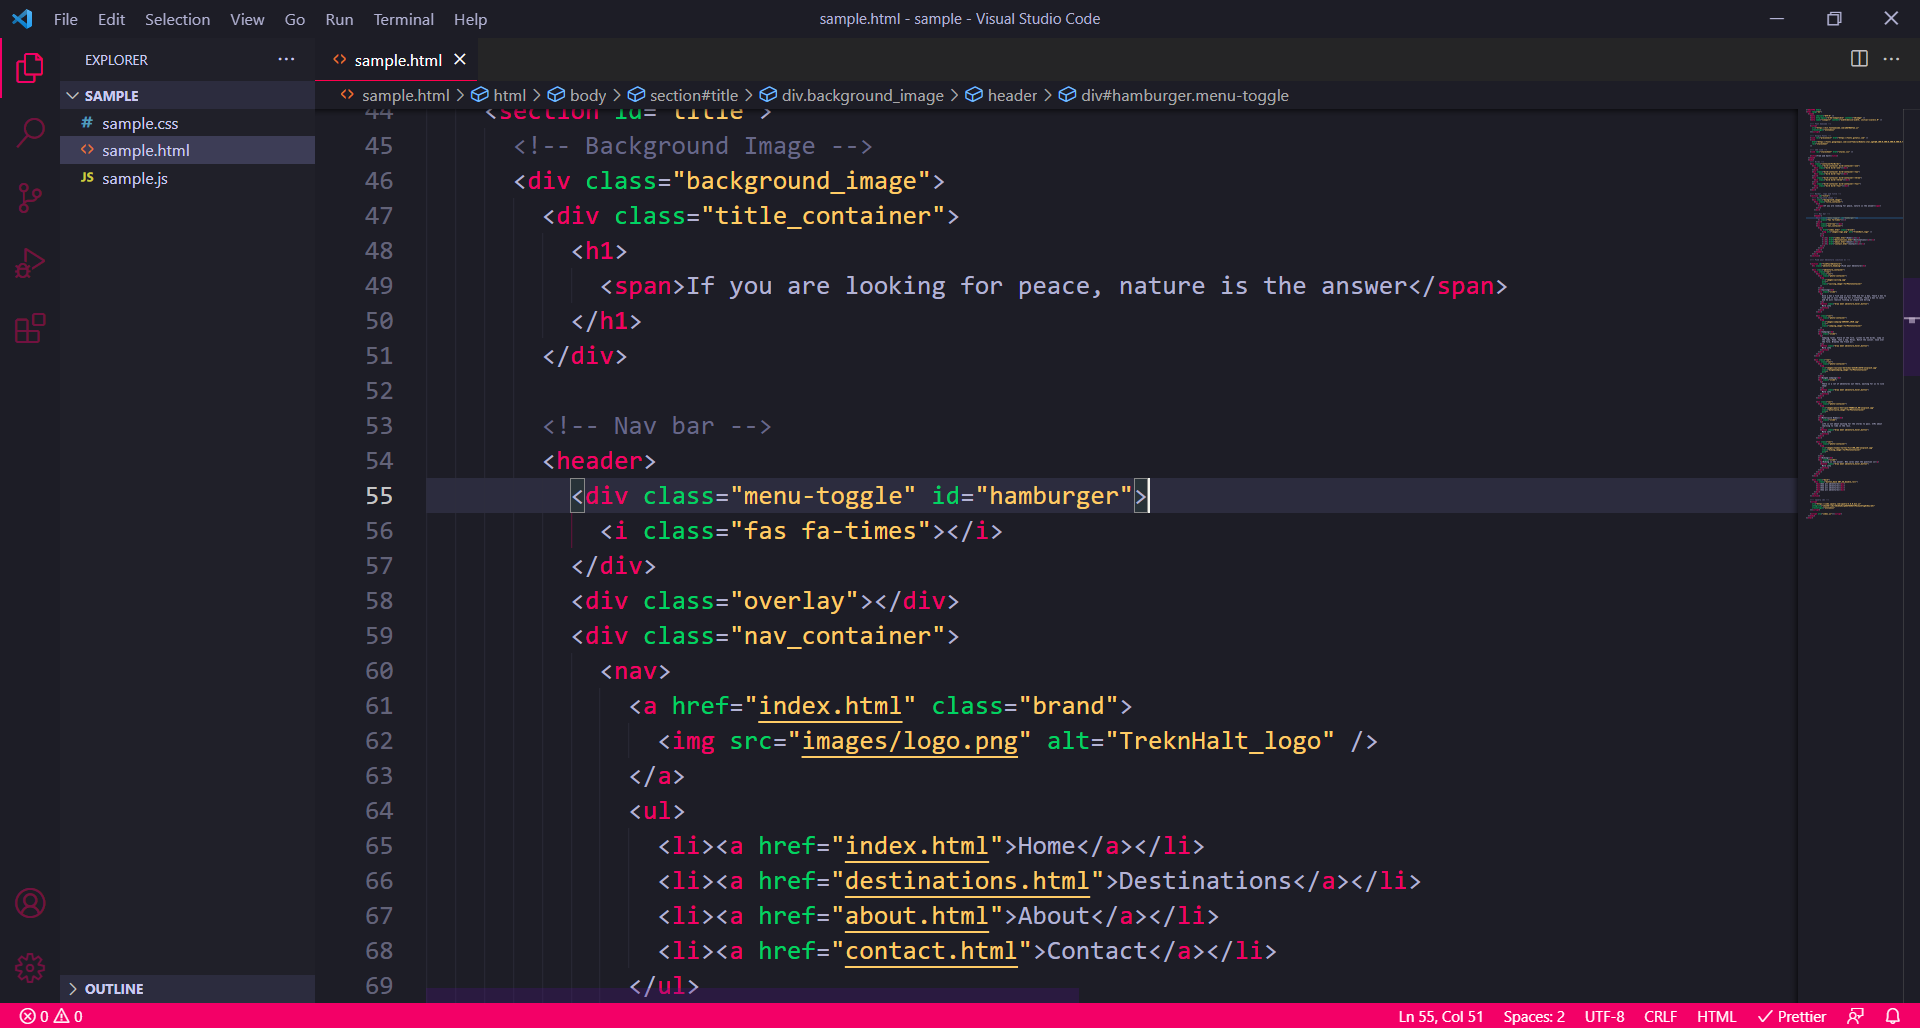 File Edit Selection View Go Run Terminal Help
sample.html - sample - Visual Studio Code
EXPLORER
SAMPLE
# sample.css
<> sample.html
JS sample.js
OUTLINE
<> sample.html
<> sample.html > html > body > section#title > div.background_image > header > div#hamburger.menu-toggle
44 <section id="title">
45 <!-- Background Image -->
46 <div class="background_image">
47 <div class="title_container">
48 <h1>
49 <span>If you are looking for peace, nature is the answer</span>
50 </h1>
51 </div>
52
53 <!-- Nav bar -->
54 <header>
55 <div class="menu-toggle" id="hamburger">
56 <i class="fas fa-times"></i>
57 </div>
58 <div class="overlay"></div>
59 <div class="nav_container">
60 <nav>
61 <a href="index.html" class="brand">
62 <img src="images/logo.png" alt="TreknHalt_logo" />
63 </a>
64 <ul>
65 <li><a href="index.html">Home</a></li>
66 <li><a href="destinations.html">Destinations</a></li>
67 <li><a href="about.html">About</a></li>
68 <li><a href="contact.html">Contact</a></li>
69 </ul>
0 0
Ln 55, Col 51 Spaces: 2 UTF-8 CRLF HTML Prettier